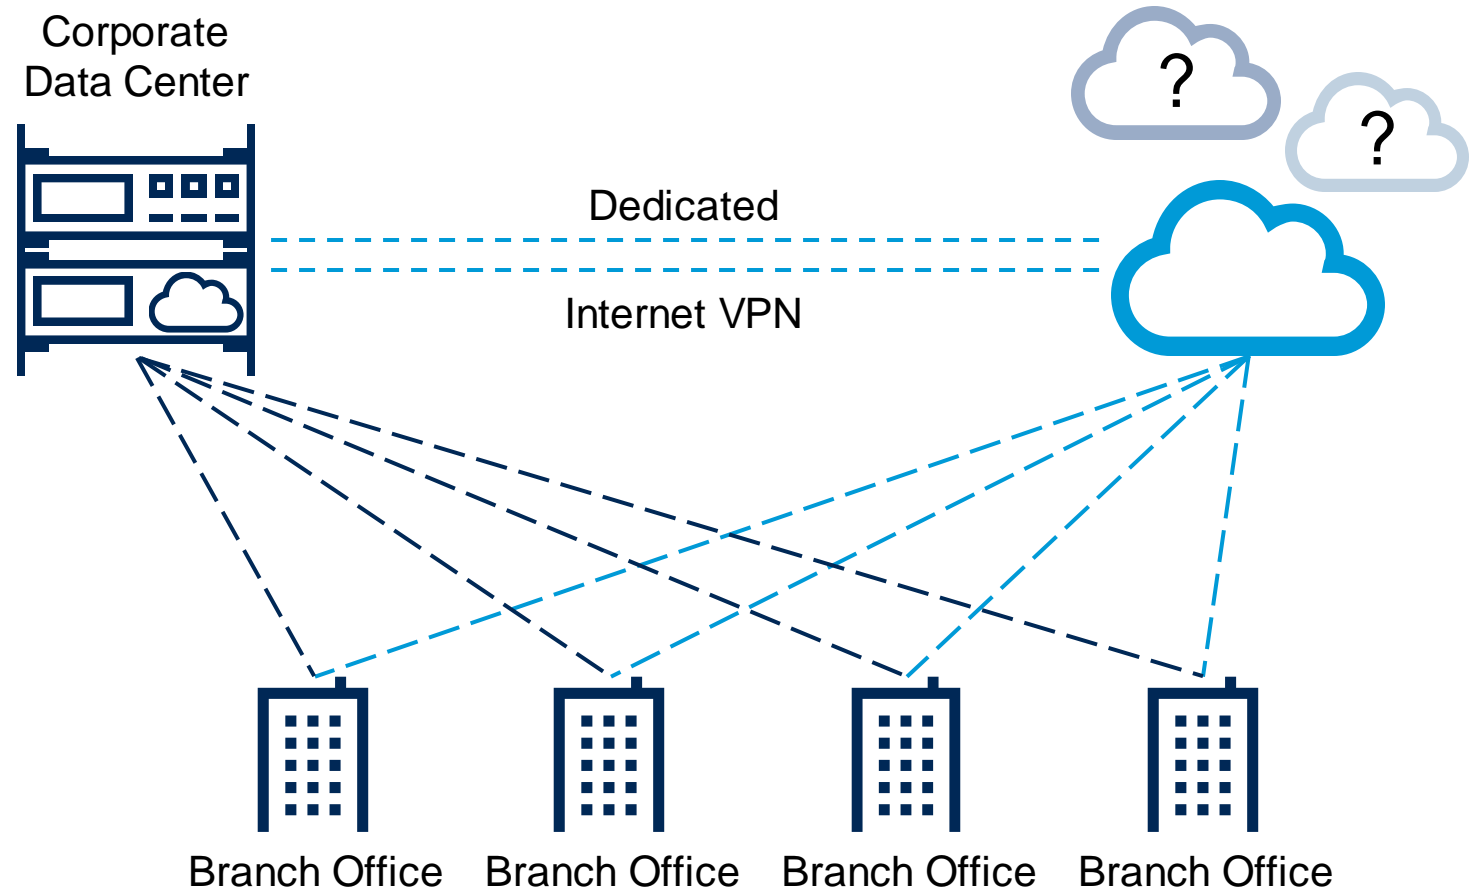 Corporate
Data Center
?
?
Dedicated
Internet VPN
Branch Office
Branch Office
Branch Office
Branch Office